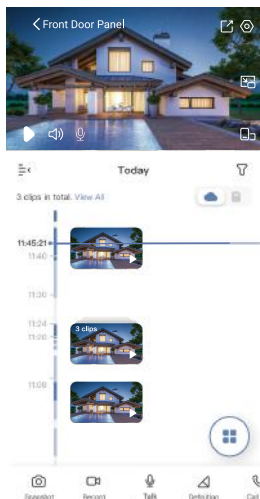 Front Door Panel
Today
3 clips in total. View All
11:45:21
11:40
11:30
11:24
11:20
3 clips
11:08
Snapshot Record Talk Definition Call